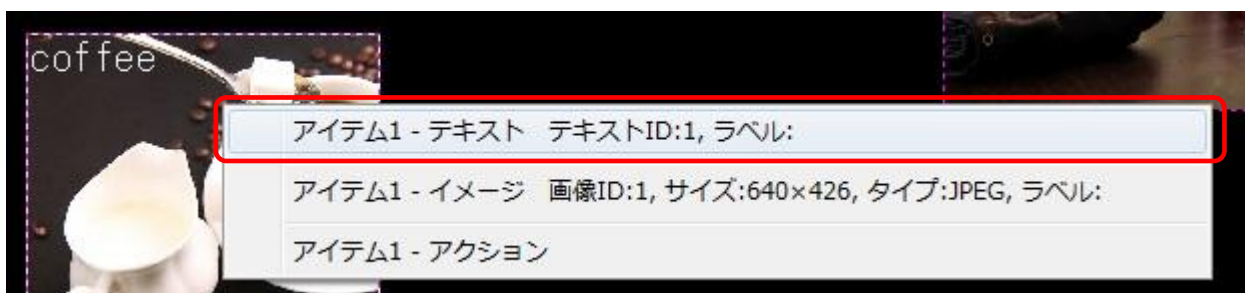 coffee
アイテム1 - テキスト　テキストID:1, ラベル:
アイテム1 - イメージ　画像ID:1, サイズ:640×426, タイプ:JPEG, ラベル:
アイテム1 - アクション